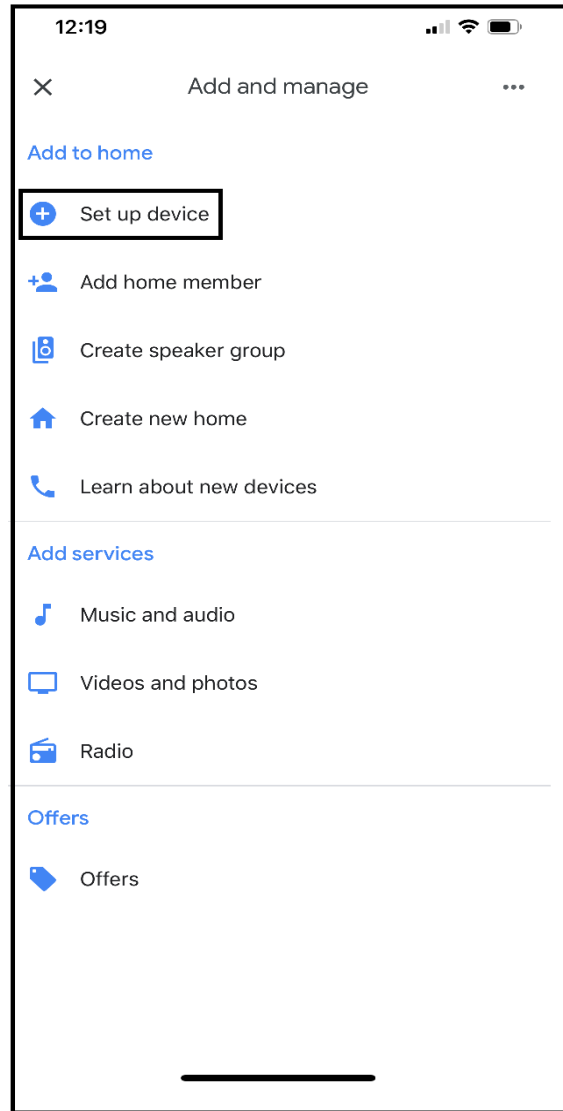 12:19
Add and manage
Add to home
Set up device
Add home member
Create speaker group
Create new home
Learn about new devices
Add services
Music and audio
Videos and photos
Radio
Offers
Offers